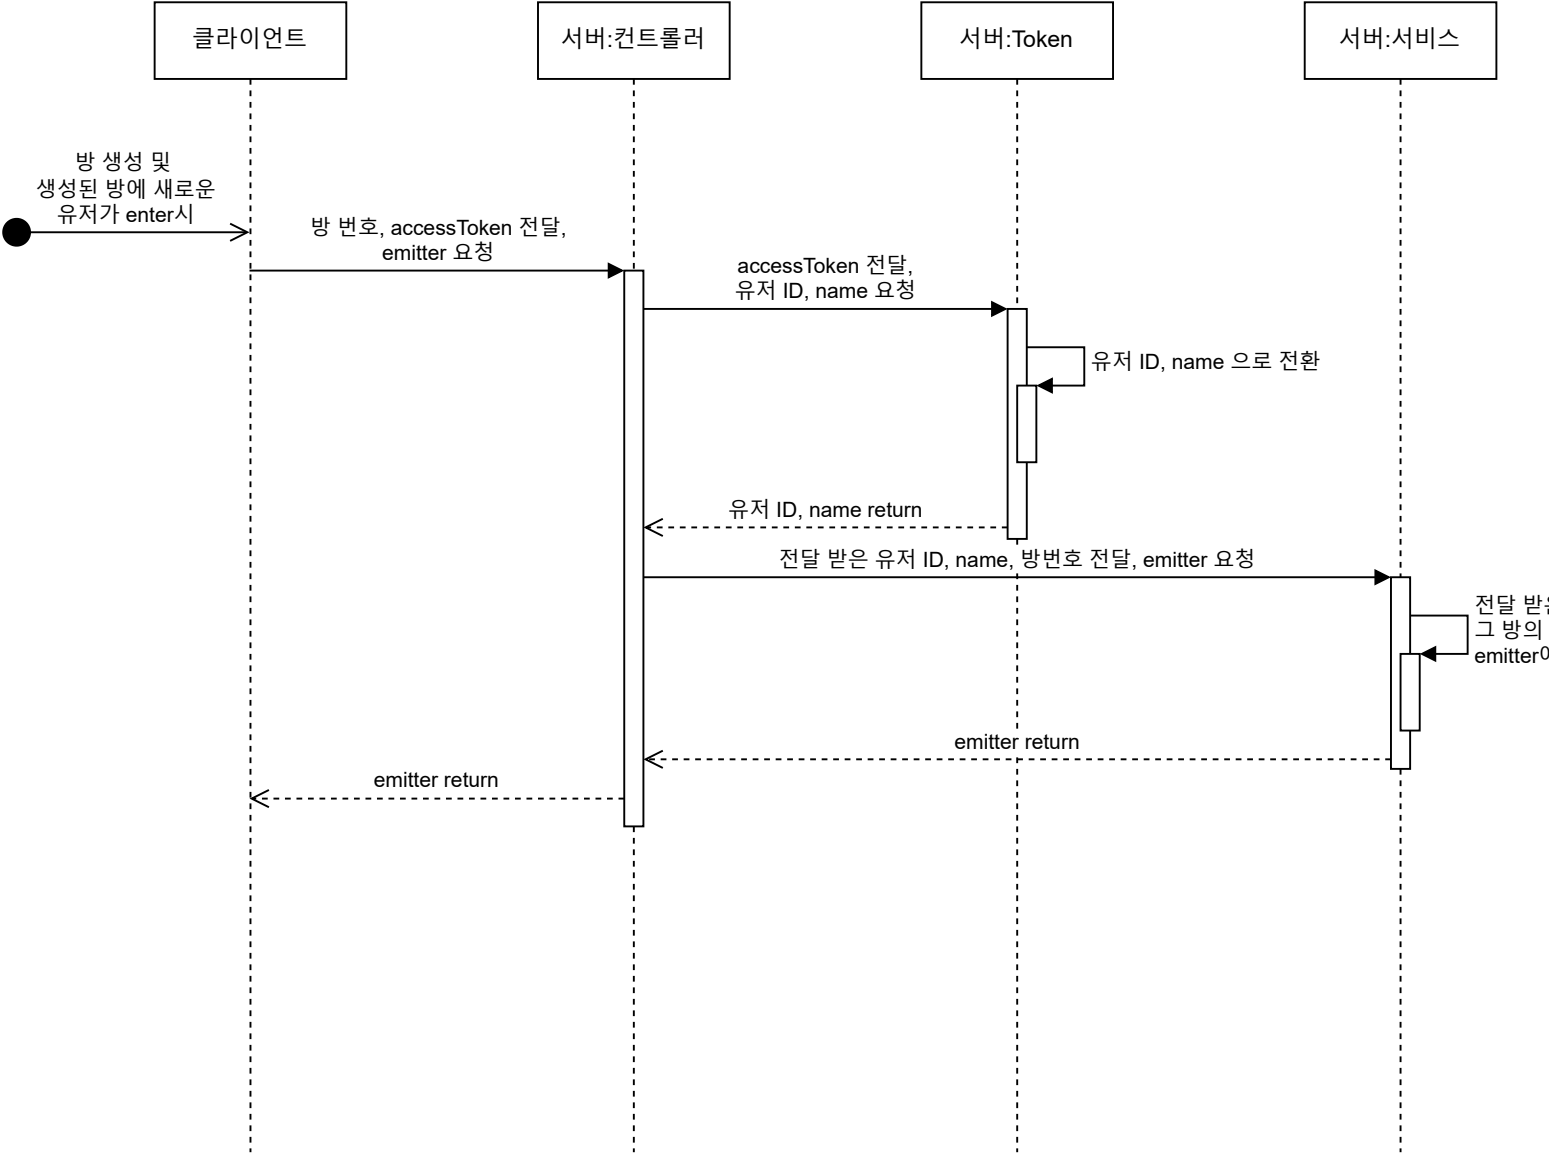 클라이언트
서버:컨트롤러
서버:Token
서버:서비스
방 생성 및
생성된 방에 새로운
유저가 enter시
방 번호, accessToken 전달,
emitter 요청
accessToken 전달,
유저 ID, name 요청
유저 ID, name 으로 전환
유저 ID, name return
전달 받은 유저 ID, name, 방번호 전달, emitter 요청
전달
그 방의
emitter return
emitter return